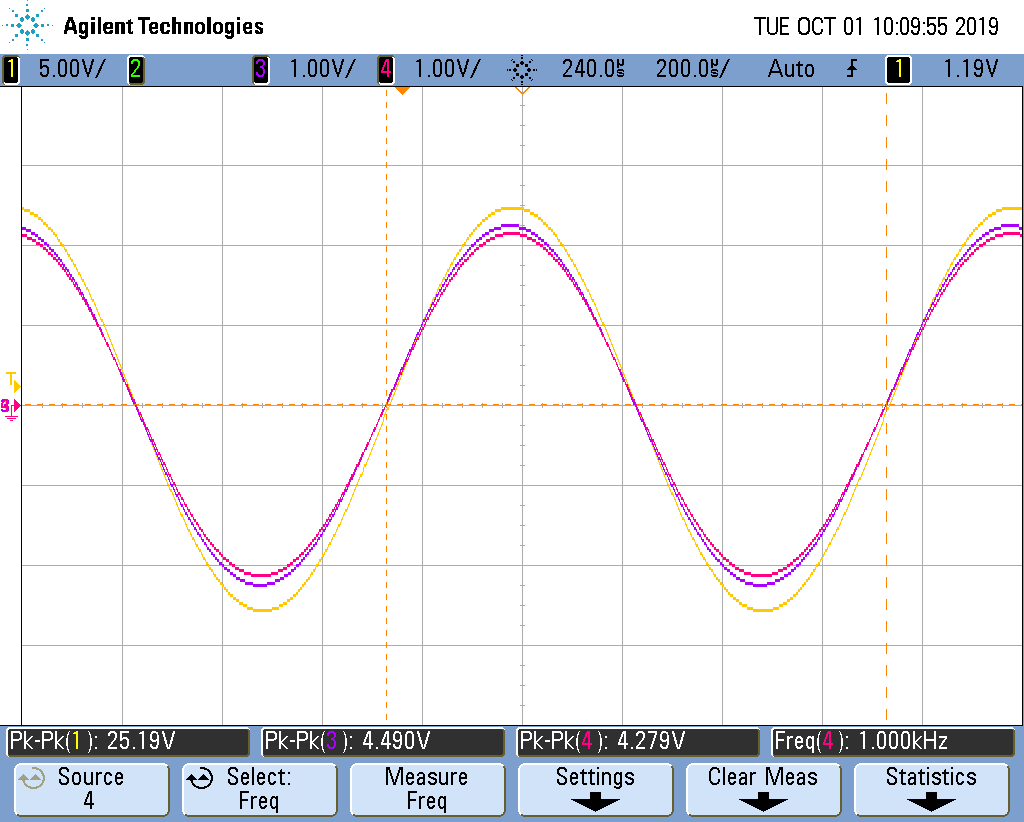 Agilent Technologies TUE OCT 01 10:09:55 2019
1 5.00V/ 2 3 1.00V/ 4 1.00V/ 240.0µs 200.0µs/ Auto 1 1.19V
T
3
Pk-Pk(1): 25.19V Pk-Pk(3): 4.490V Pk-Pk(4): 4.279V Freq(4): 1.000kHz
Source Select: Measure Settings Clear Meas Statistics
4 Freq Freq